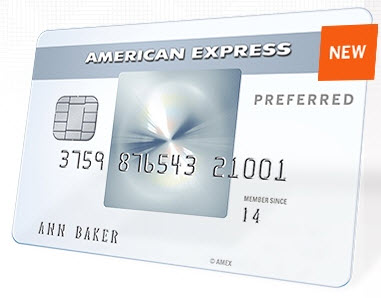 AMERICAN EXPRESS
NEW
PREFERRED
3759 876543 21001
MEMBER SINCE
14
ANN BAKER
© AMEX